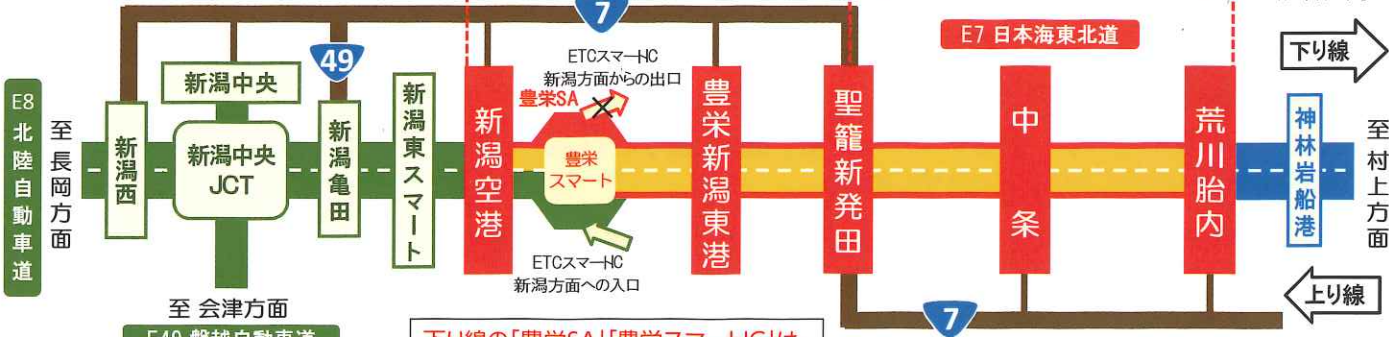 7
E7 日本海東北道
下り線
49
ETCスマートIC
新潟方面からの出口
豊栄SA
新潟中央
E8
北陸自動車道
至 長岡方面
新潟西
新潟中央
JCT
新潟亀田
新潟東スマート
新潟空港
豊栄
スマート
豊栄新潟東港
聖籠新発田
中条
荒川胎内
神林岩船港
至 村上方面
ETCスマートIC
新潟方面への入口
至 会津方面
上り線
7